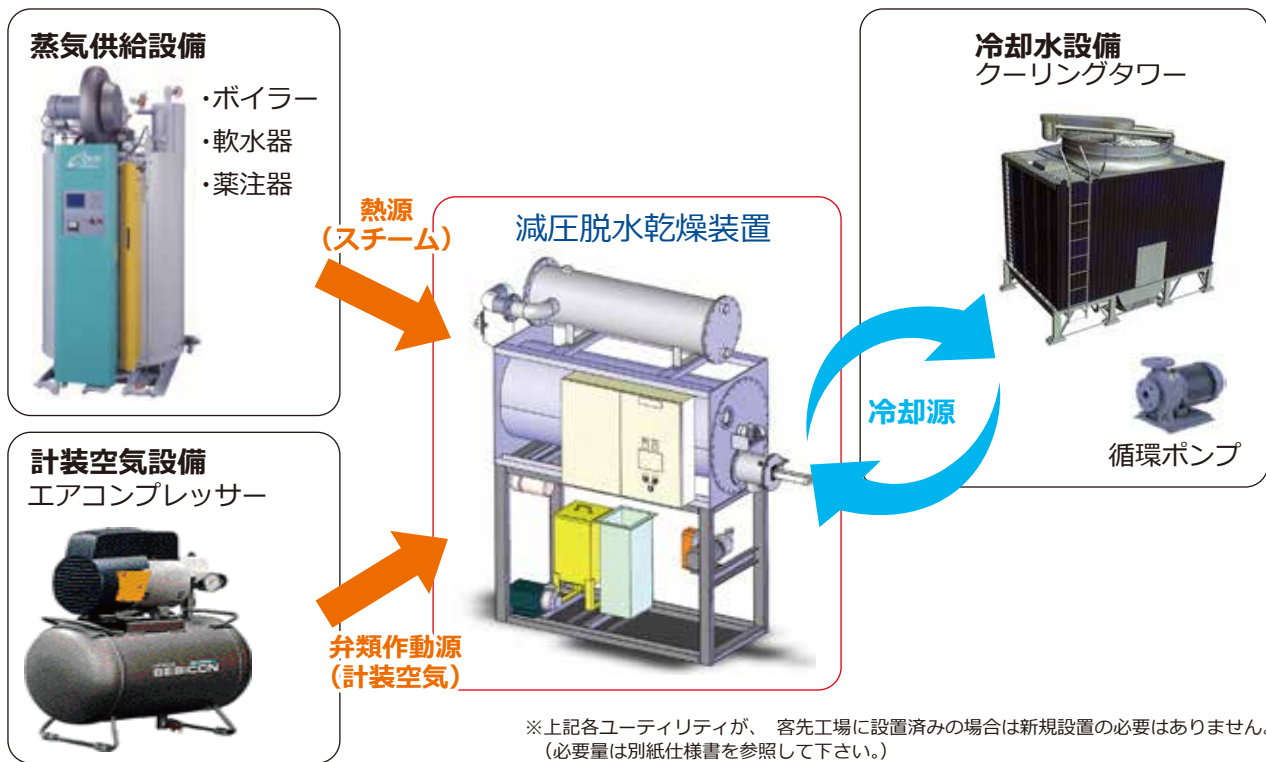 蒸気供給設備
・ボイラー
・軟水器
・薬注器
熱源
（スチーム）
計装空気設備
エアコンプレッサー
BEBICON
弁類作動源
（計装空気）
減圧脱水乾燥装置
冷却源
冷却水設備
クーリングタワー
循環ポンプ
※上記各ユーティリティが、 客先工場に設置済みの場合は新規設置の必要はありません。
（必要量は別紙仕様書を参照して下さい。）